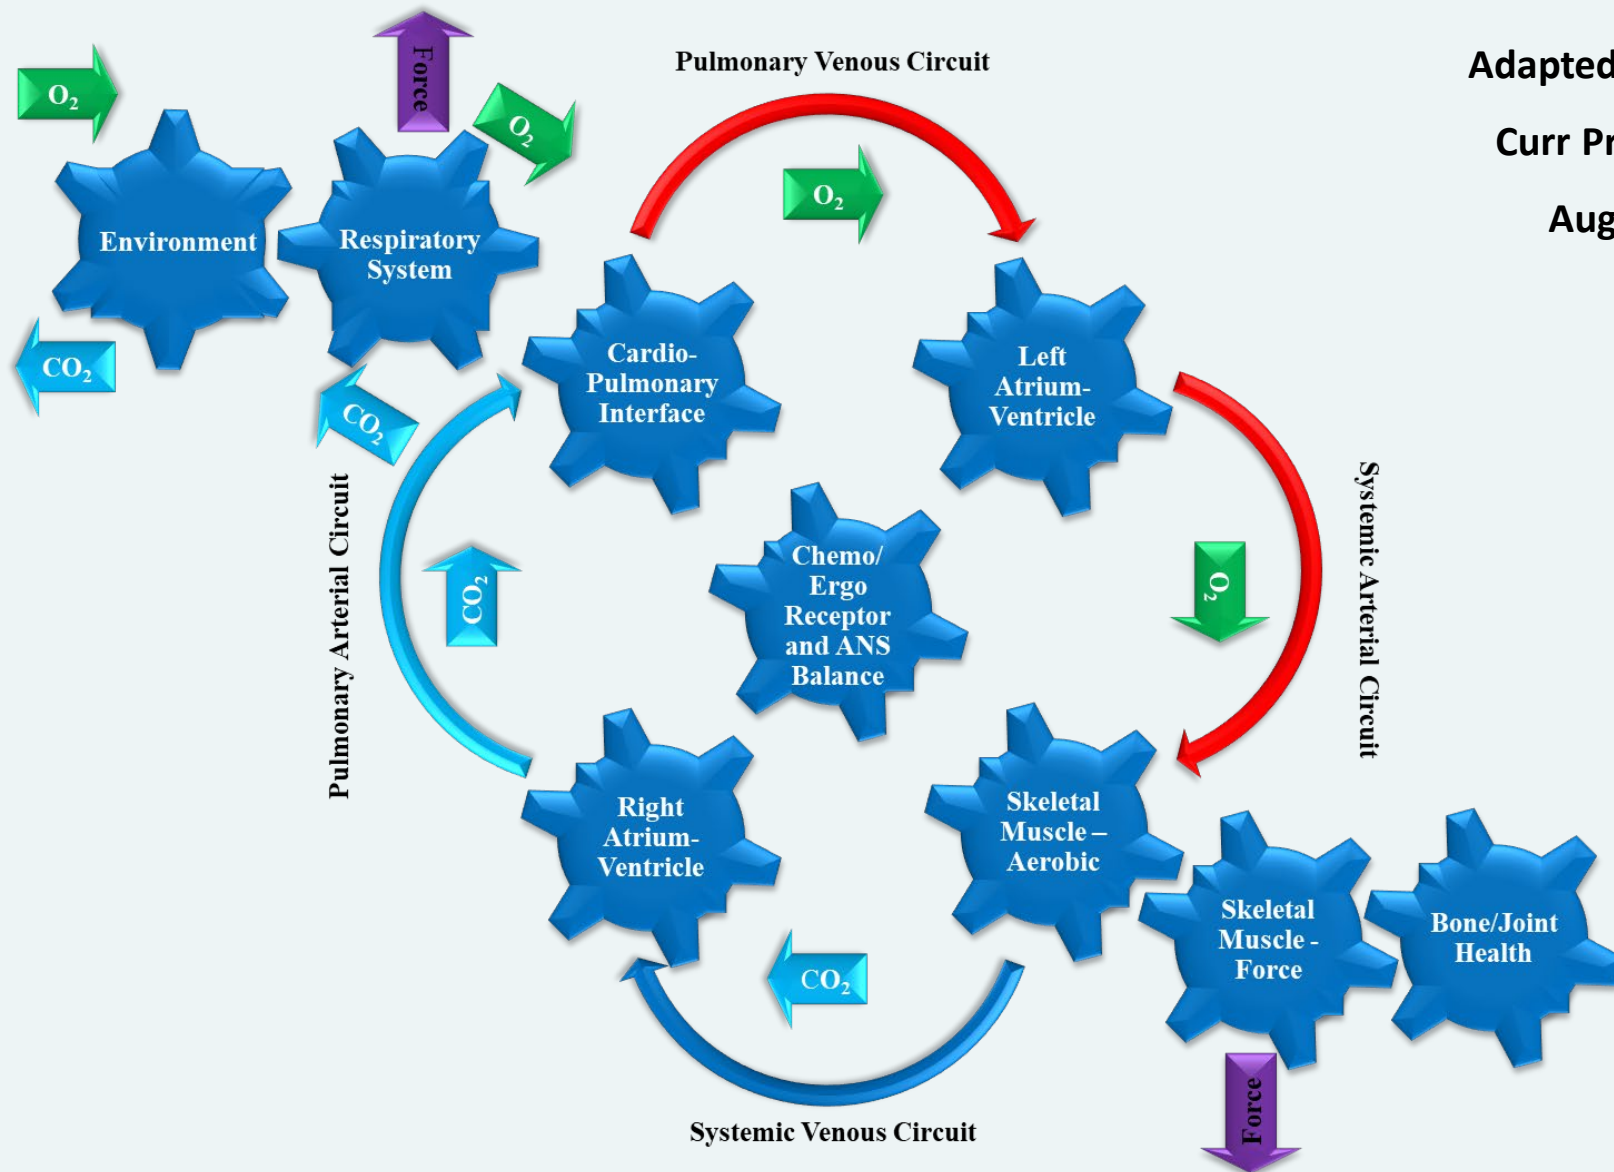 Adapted
Curr Pr
Aug
Pulmonary Venous Circuit
O₂
Force
O₂
O₂
Environment
Respiratory
System
CO₂
CO₂
Cardio-
Pulmonary
Interface
Left
Atrium-
Ventricle
Pulmonary Arterial Circuit
CO₂
Chemo/
Ergo
Receptor
and ANS
Balance
O₂
Systemic Arterial Circuit
Right
Atrium-
Ventricle
Skeletal
Muscle –
Aerobic
Skeletal
Muscle -
Force
Bone/Joint
Health
CO₂
Force
Systemic Venous Circuit